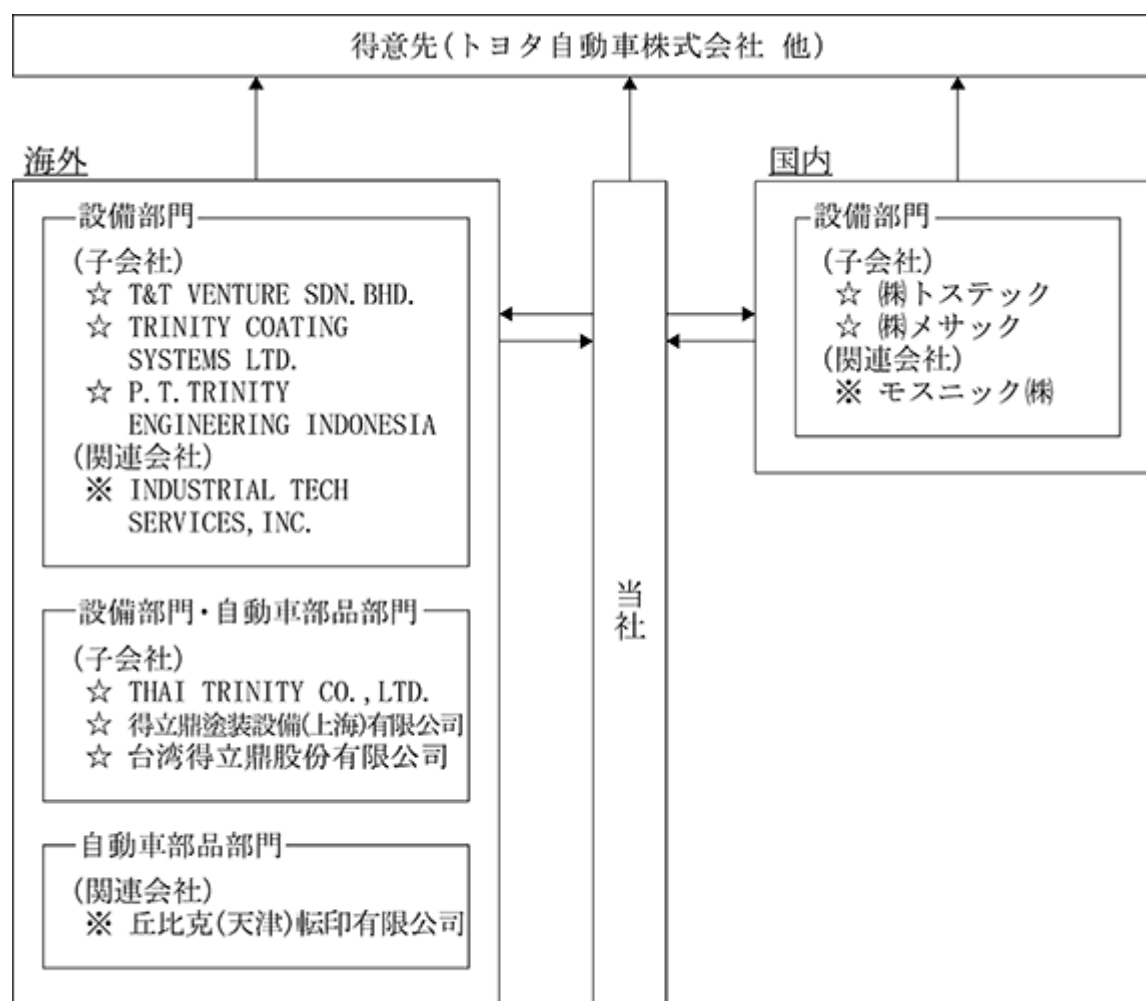 得意先(トヨタ自動車株式会社 他)
海外
設備部門
(子会社)
☆ T&T VENTURE SDN.BHD.
☆ TRINITY COATING
SYSTEMS LTD.
☆ P.T.TRINITY
ENGINEERING INDONESIA
(関連会社)
※ INDUSTRIAL TECH
SERVICES,INC.
設備部門・自動車部品部門
(子会社)
☆ THAI TRINITY CO.,LTD.
☆ 得立鼎塗装設備(上海)有限公司
☆ 台湾得立鼎股份有限公司
自動車部品部門
(関連会社)
※ 丘比克(天津)転印有限公司
当社
国内
設備部門
(子会社)
☆ ㈱トステック
☆ ㈱メサック
(関連会社)
※ モスニック㈱